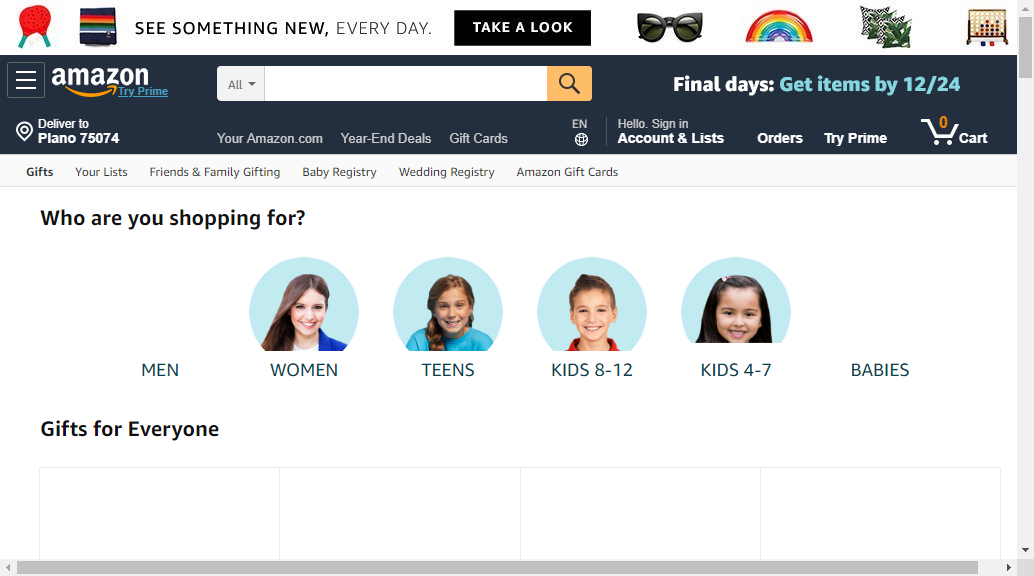 SEE SOMETHING NEW, EVERY DAY.
TAKE A LOOK
amazon
Try Prime
All
Final days: Get items by 12/24
Deliver to
Plano 75074
Your Amazon.com
Year-End Deals
Gift Cards
EN
Hello. Sign in
Account & Lists
Orders
Try Prime
0
Cart
Gifts
Your Lists
Friends & Family Gifting
Baby Registry
Wedding Registry
Amazon Gift Cards
Who are you shopping for?
MEN
WOMEN
TEENS
KIDS 8-12
KIDS 4-7
BABIES
Gifts for Everyone